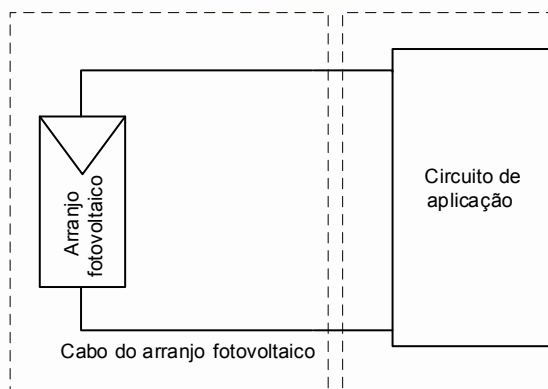 Arranjo
fotovoltaico
Circuito de
aplicação
Cabo do arranjo fotovoltaico